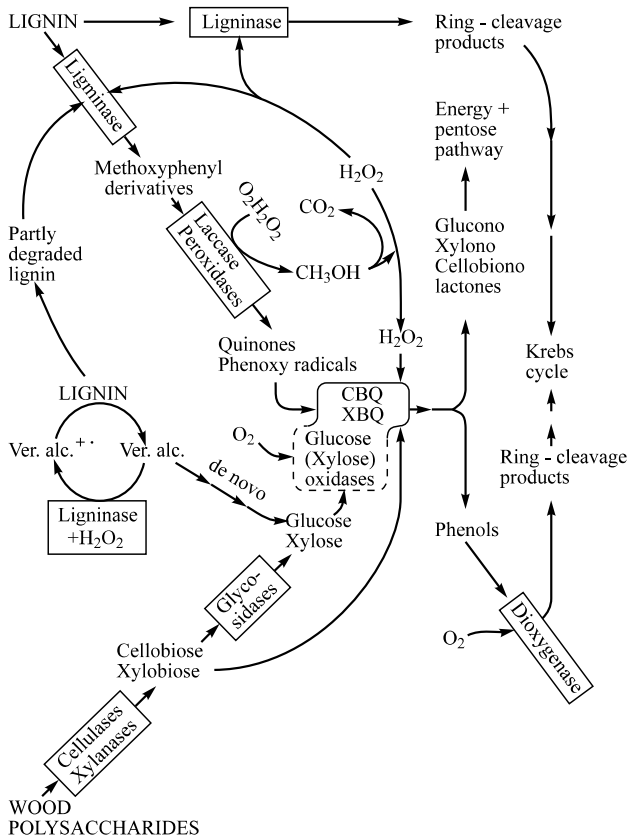 LIGNIN
Ligninase
Ring - cleavage
products
Ligminase
Energy +
pentose
pathway
Methoxyphenyl
derivatives
H₂O₂
O₂H₂O₂
CO₂
Laccase
Peroxidases
Partly
degraded
lignin
CH₃OH
Glucono
Xylono
Cellobiono
lactones
Quinones
Phenoxy radicals
H₂O₂
Krebs
cycle
LIGNIN
CBQ
XBQ
Ver. alc.⁺·
Ver. alc.
O₂
Glucose
(Xylose)
oxidases
de novo
Ring - cleavage
products
Ligninase
+H₂O₂
Glucose
Xylose
Phenols
Glyco-
sidases
Dioxygenase
O₂
Cellobiose
Xylobiose
Cellulases
Xylanases
WOOD
POLYSACCHARIDES